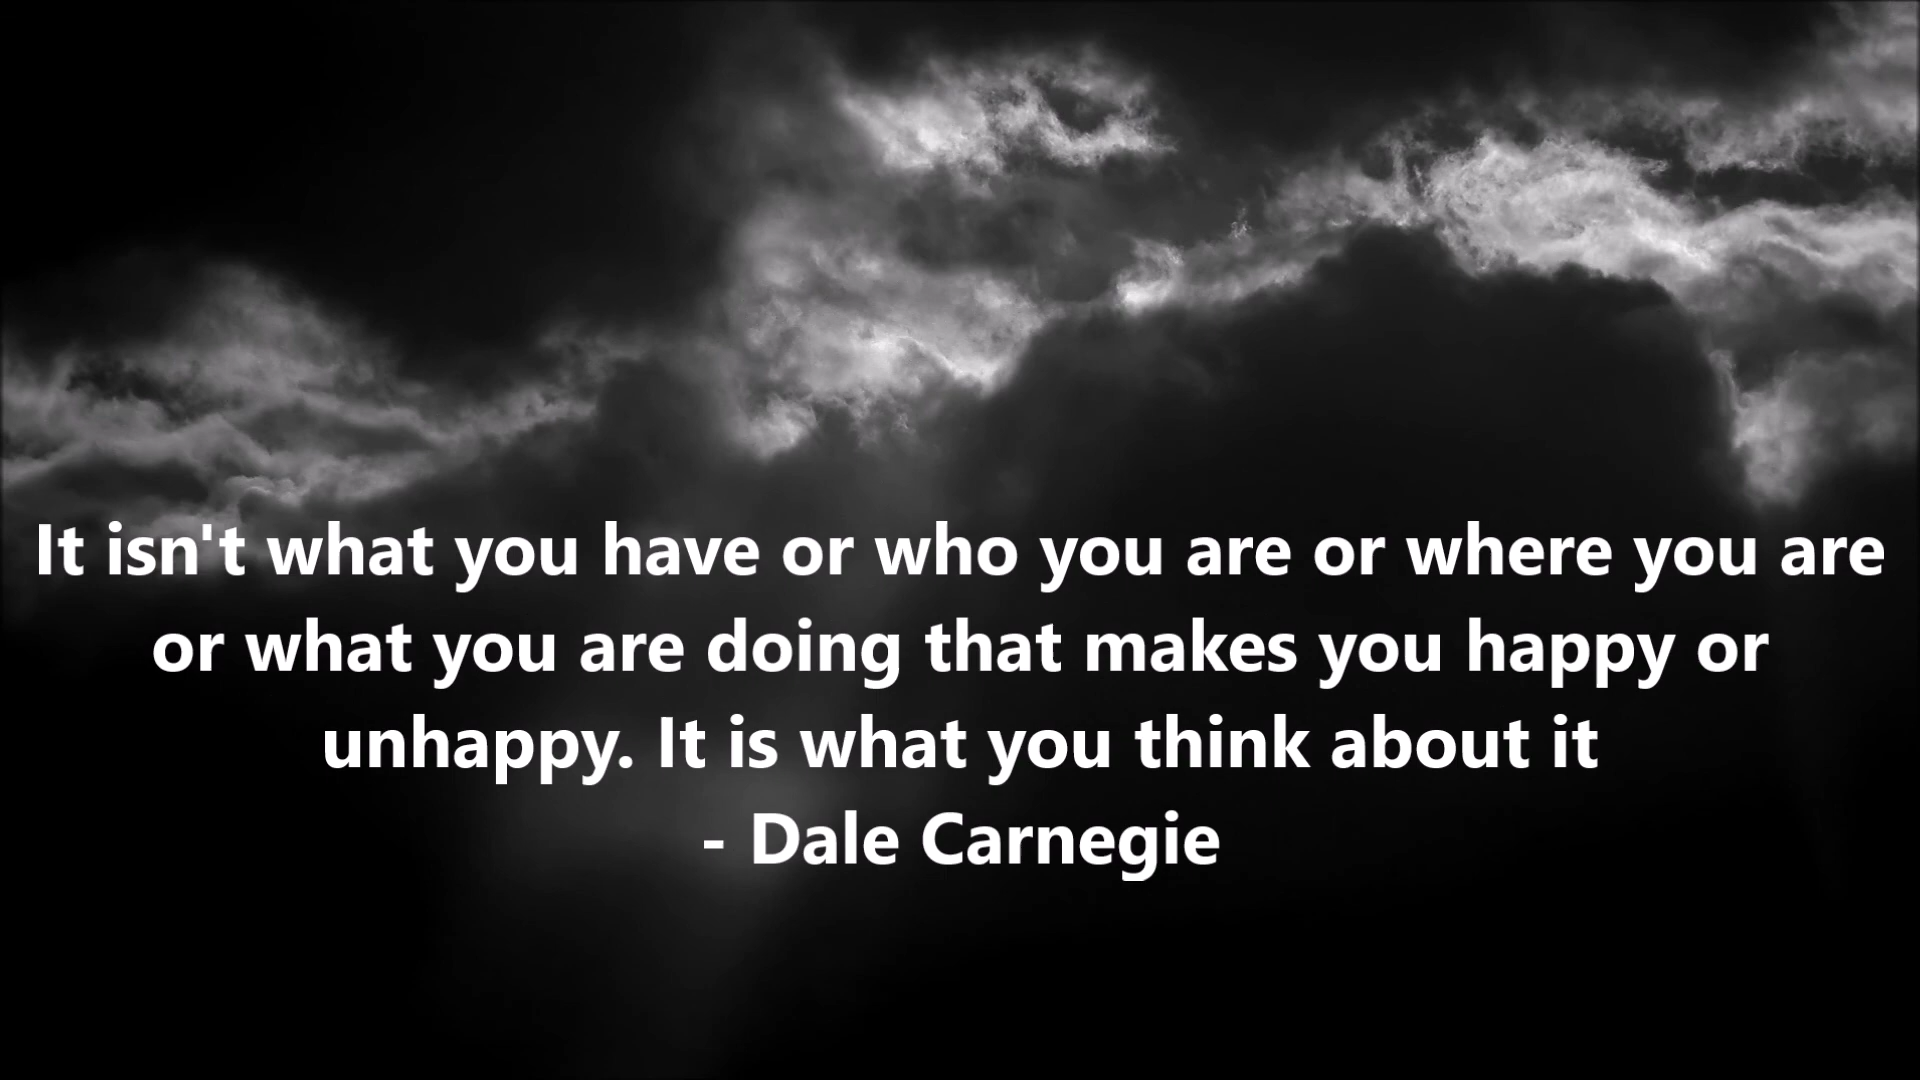 It isn't what you have or who you are or where you are
or what you are doing that makes you happy or
unhappy. It is what you think about it
- Dale Carnegie